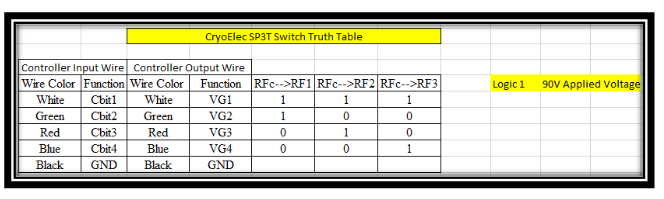 CryoElec SP3T Switch Truth Table
Controller Input Wire Controller Output Wire
Wire Color Function Wire Color Function RFc-->RF1 RFc-->RF2 RFc-->RF3 Logic 1 90V Applied Voltage
White Cbit1 White VG1 1 1 1
Green Cbit2 Green VG2 1 0 0
Red Cbit3 Red VG3 0 1 0
Blue Cbit4 Blue VG4 0 0 1
Black GND Black GND